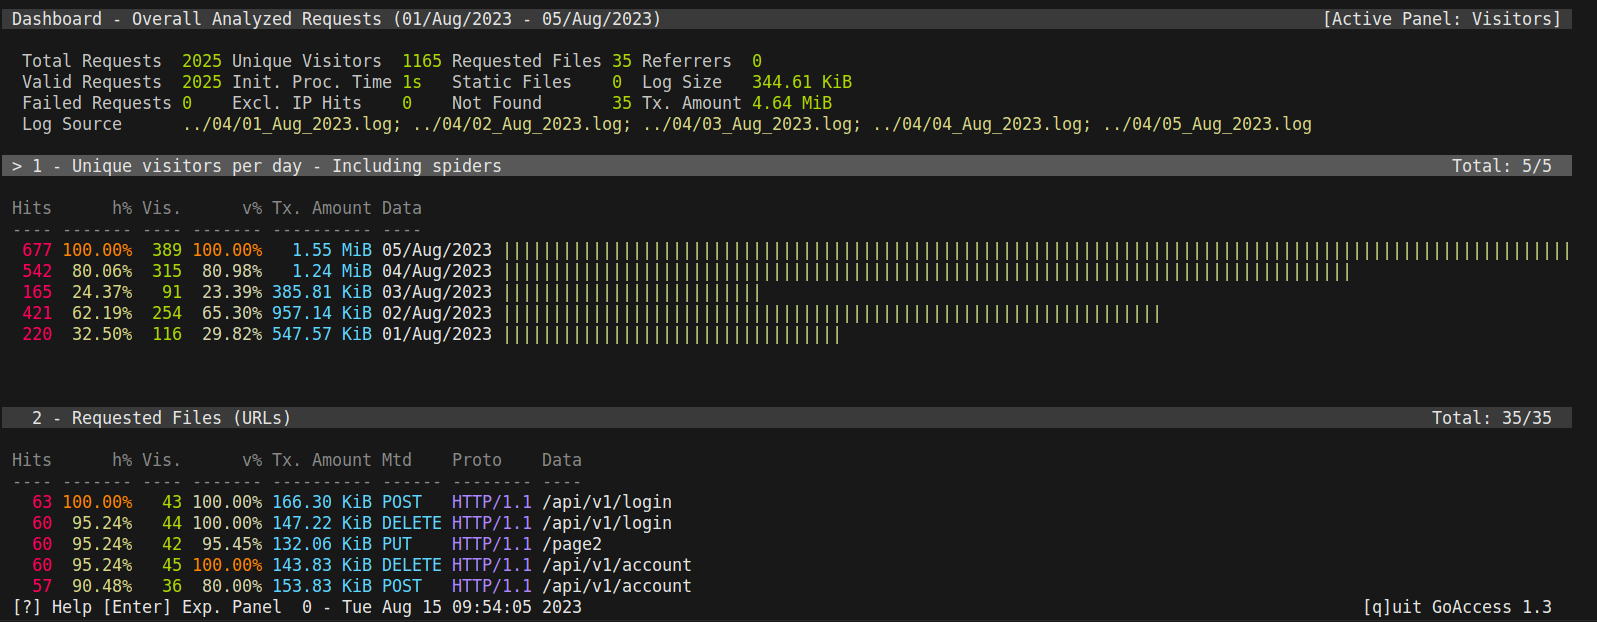 Dashboard - Overall Analyzed Requests (01/Aug/2023 - 05/Aug/2023) [Active Panel: Visitors]
Total Requests 2025 Unique Visitors 1165 Requested Files 35 Referrers 0
Valid Requests 2025 Init. Proc. Time 1s Static Files 0 Log Size 344.61 KiB
Failed Requests 0 Excl. IP Hits 0 Not Found 35 Tx. Amount 4.64 MiB
Log Source ../04/01_Aug_2023.log; ../04/02_Aug_2023.log; ../04/03_Aug_2023.log; ../04/04_Aug_2023.log; ../04/05_Aug_2023.log
> 1 - Unique visitors per day - Including spiders Total: 5/5
Hits h% Vis. v% Tx. Amount Data
---- ------- ---- ------- ---------- ----
677 100.00% 389 100.00% 1.55 MiB 05/Aug/2023
542 80.06% 315 80.98% 1.24 MiB 04/Aug/2023
165 24.37% 91 23.39% 385.81 KiB 03/Aug/2023
421 62.19% 254 65.30% 957.14 KiB 02/Aug/2023
220 32.50% 116 29.82% 547.57 KiB 01/Aug/2023
2 - Requested Files (URLs) Total: 35/35
Hits h% Vis. v% Tx. Amount Mtd Proto Data
---- ------- ---- ------- ---------- ------ -------- ----
63 100.00% 43 100.00% 166.30 KiB POST HTTP/1.1 /api/v1/login
60 95.24% 44 100.00% 147.22 KiB DELETE HTTP/1.1 /api/v1/login
60 95.24% 42 95.45% 132.06 KiB PUT HTTP/1.1 /page2
60 95.24% 45 100.00% 143.83 KiB DELETE HTTP/1.1 /api/v1/account
57 90.48% 36 80.00% 153.83 KiB POST HTTP/1.1 /api/v1/account
[?] Help [Enter] Exp. Panel 0 - Tue Aug 15 09:54:05 2023 [q]uit GoAccess 1.3